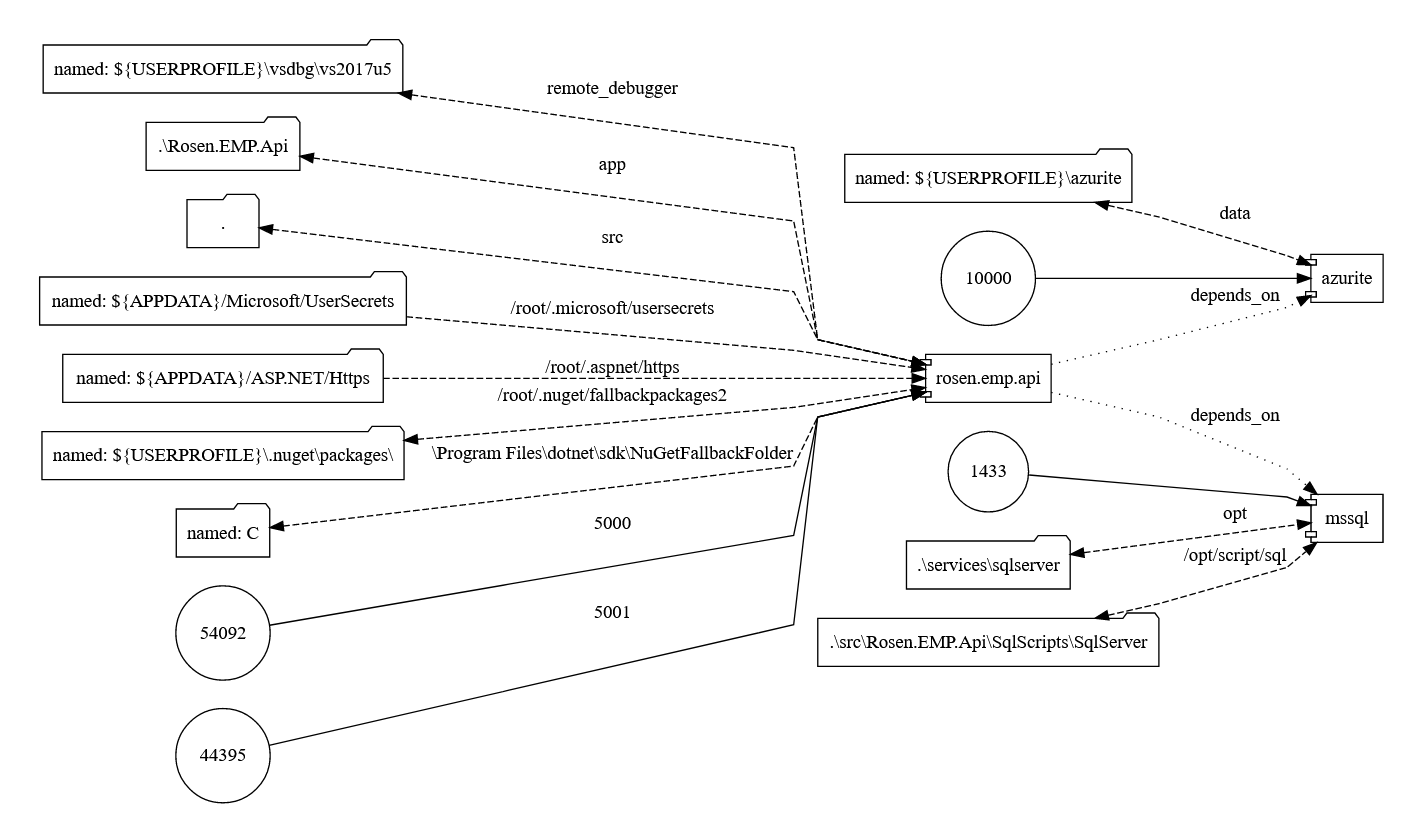 named: ${USERPROFILE}\vsdbg\vs2017u5
remote_debugger
.\Rosen.EMP.Api
app
.
src
named: ${APPDATA}/Microsoft/UserSecrets
/root/.microsoft/usersecrets
named: ${APPDATA}/ASP.NET/Https
/root/.aspnet/https
named: ${USERPROFILE}\.nuget\packages\
/root/.nuget/fallbackpackages2
named: C
\Program Files\dotnet\sdk\NuGetFallbackFolder
54092
5000
44395
5001
rosen.emp.api
named: ${USERPROFILE}\azurite
data
10000
depends_on
azurite
depends_on
1433
mssql
opt
.\services\sqlserver
/opt/script/sql
.\src\Rosen.EMP.Api\SqlScripts\SqlServer